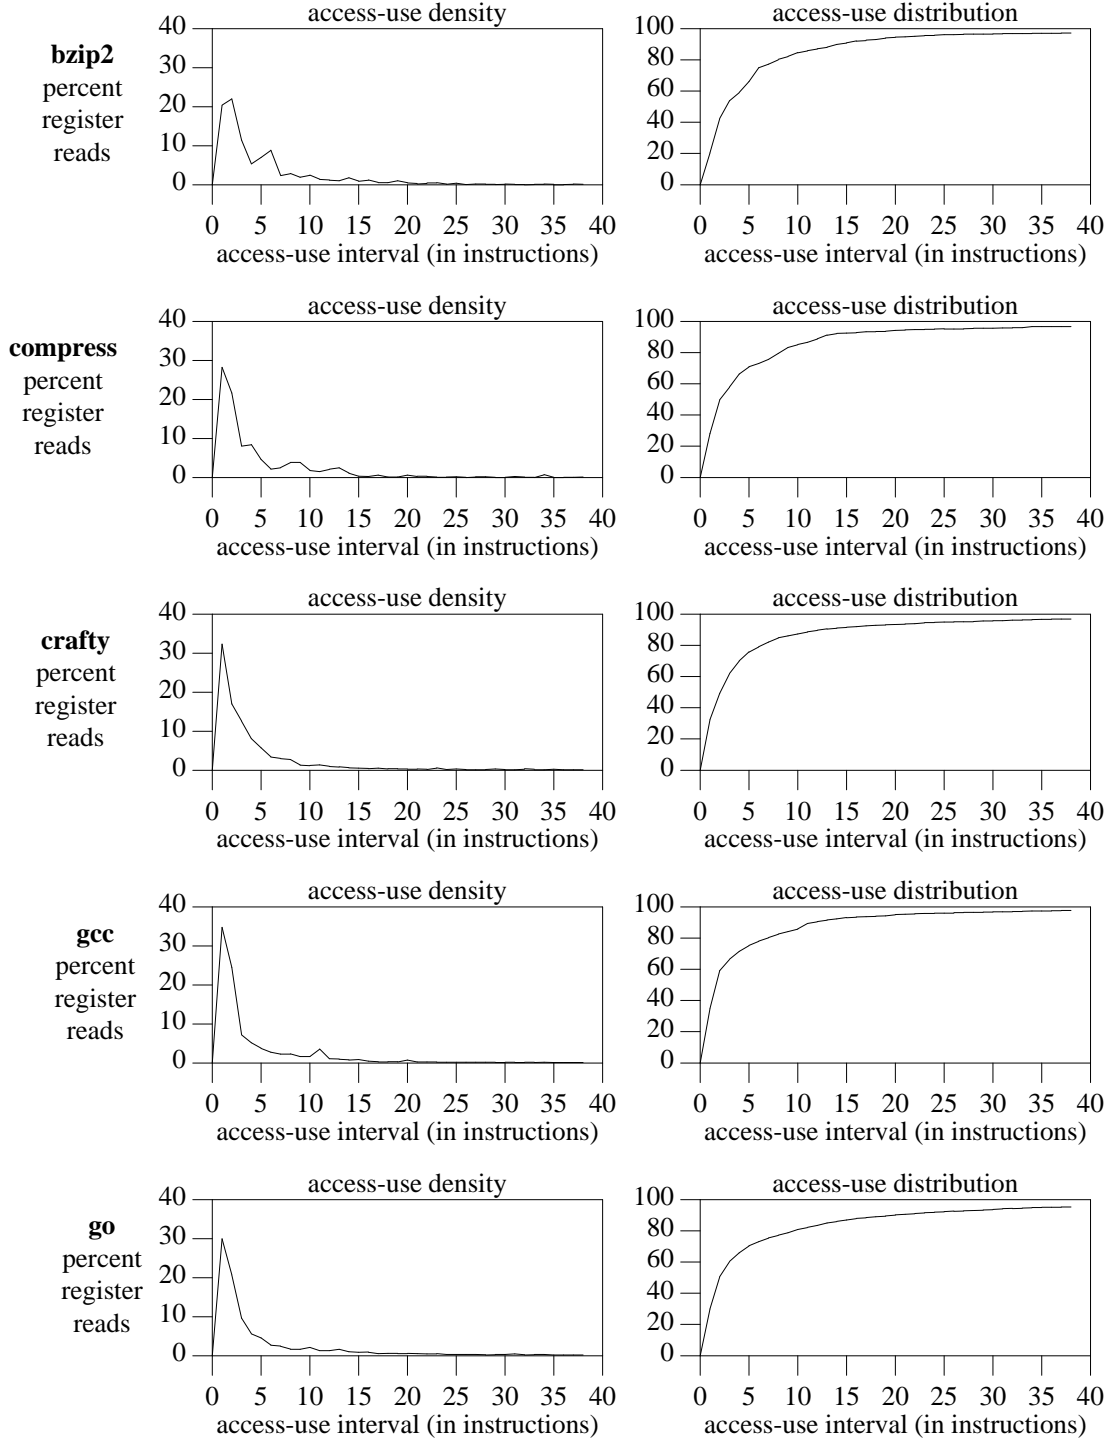 access-use density
access-use distribution
bzip2
percent
register
reads
40
30
20
10
0
0 5 10 15 20 25 30 35 40
access-use interval (in instructions)
100
80
60
40
20
0
0 5 10 15 20 25 30 35 40
access-use interval (in instructions)
access-use density
access-use distribution
compress
percent
register
reads
40
30
20
10
0
0 5 10 15 20 25 30 35 40
access-use interval (in instructions)
100
80
60
40
20
0
0 5 10 15 20 25 30 35 40
access-use interval (in instructions)
access-use density
access-use distribution
crafty
percent
register
reads
40
30
20
10
0
0 5 10 15 20 25 30 35 40
access-use interval (in instructions)
100
80
60
40
20
0
0 5 10 15 20 25 30 35 40
access-use interval (in instructions)
access-use density
access-use distribution
gcc
percent
register
reads
40
30
20
10
0
0 5 10 15 20 25 30 35 40
access-use interval (in instructions)
100
80
60
40
20
0
0 5 10 15 20 25 30 35 40
access-use interval (in instructions)
access-use density
access-use distribution
go
percent
register
reads
40
30
20
10
0
0 5 10 15 20 25 30 35 40
access-use interval (in instructions)
100
80
60
40
20
0
0 5 10 15 20 25 30 35 40
access-use interval (in instructions)